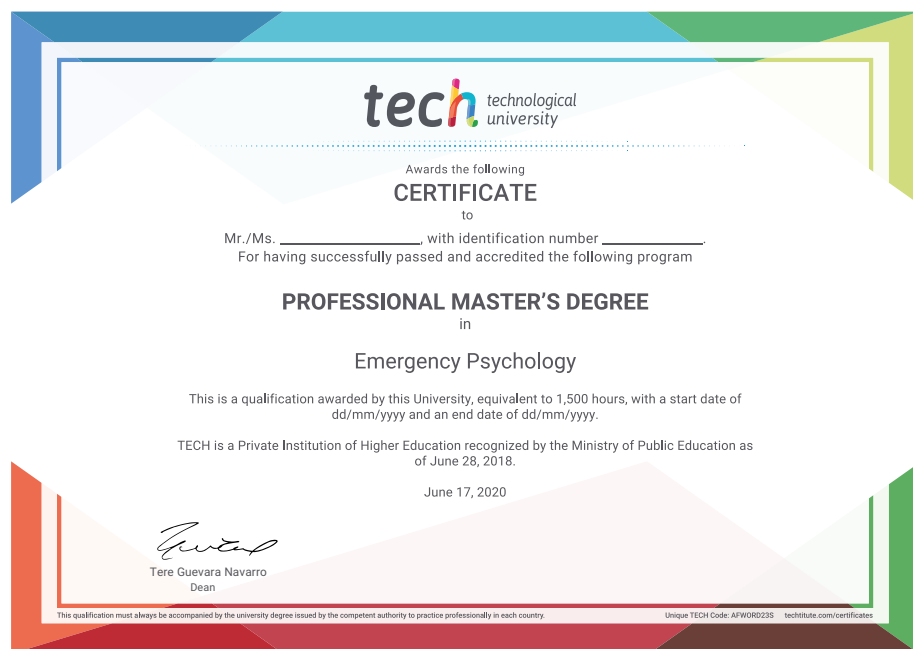 tech technological
university
Awards the following
CERTIFICATE
to
Mr./Ms. ____________________, with identification number ______________.
For having successfully passed and accredited the following program
PROFESSIONAL MASTER'S DEGREE
in
Emergency Psychology
This is a qualification awarded by this University, equivalent to 1,500 hours, with a start date of
dd/mm/yyyy and an end date of dd/mm/yyyy.
TECH is a Private Institution of Higher Education recognized by the Ministry of Public Education as
of June 28, 2018.
June 17, 2020
Tere Guevara Navarro
Dean
This qualification must always be accompanied by the university degree issued by the competent authority to practice professionally in each country. Unique TECH Code: AFWORD23S techtitute.com/certificates